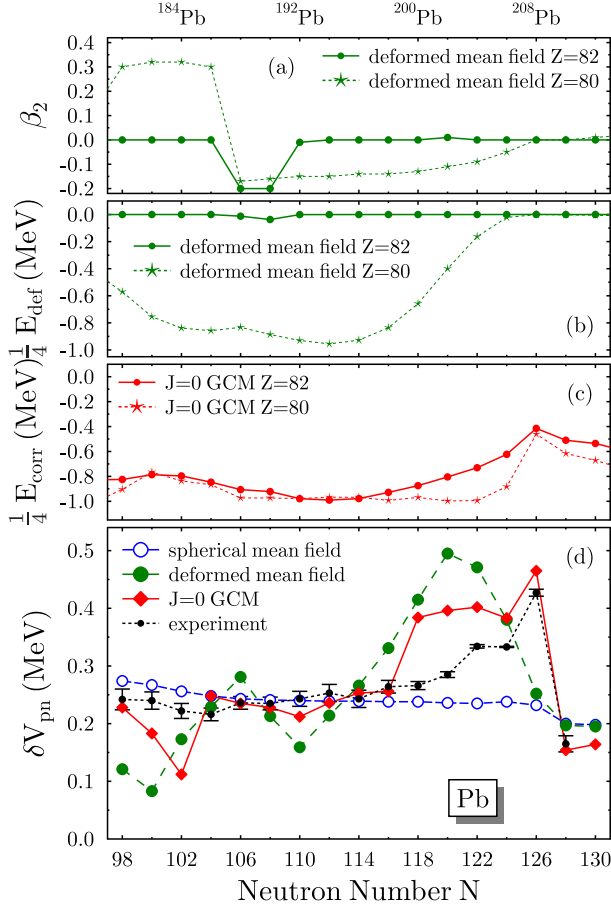 184Pb 192Pb 200Pb 208Pb
(a)
deformed mean field Z=82
deformed mean field Z=80
β2
0.4
0.3
0.2
0.1
0.0
-0.1
-0.2
deformed mean field Z=82
deformed mean field Z=80
(b)
1/4 Edef (MeV)
0.0
-0.2
-0.4
-0.6
-0.8
-1.0
J=0 GCM Z=82
J=0 GCM Z=80
(c)
1/4 Ecorr (MeV)
-0.2
-0.4
-0.6
-0.8
-1.0
spherical mean field
deformed mean field
J=0 GCM
experiment
(d)
δVpn (MeV)
0.5
0.4
0.3
0.2
0.1
0.0
Pb
98 102 106 110 114 118 122 126 130
Neutron Number N